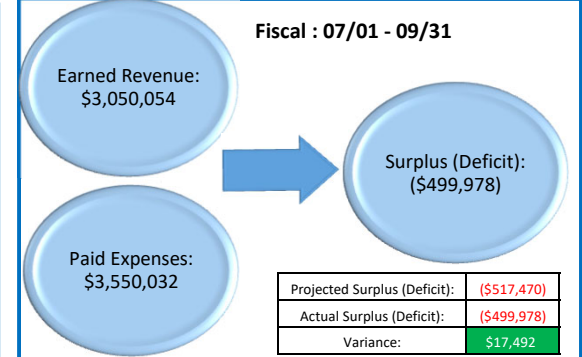 Fiscal : 07/01 - 09/31
Earned Revenue:
$3,050,054
Surplus (Deficit):
($499,978)
Paid Expenses:
$3,550,032
Projected Surplus (Deficit): ($517,470)
Actual Surplus (Deficit): ($499,978)
Variance: $17,492